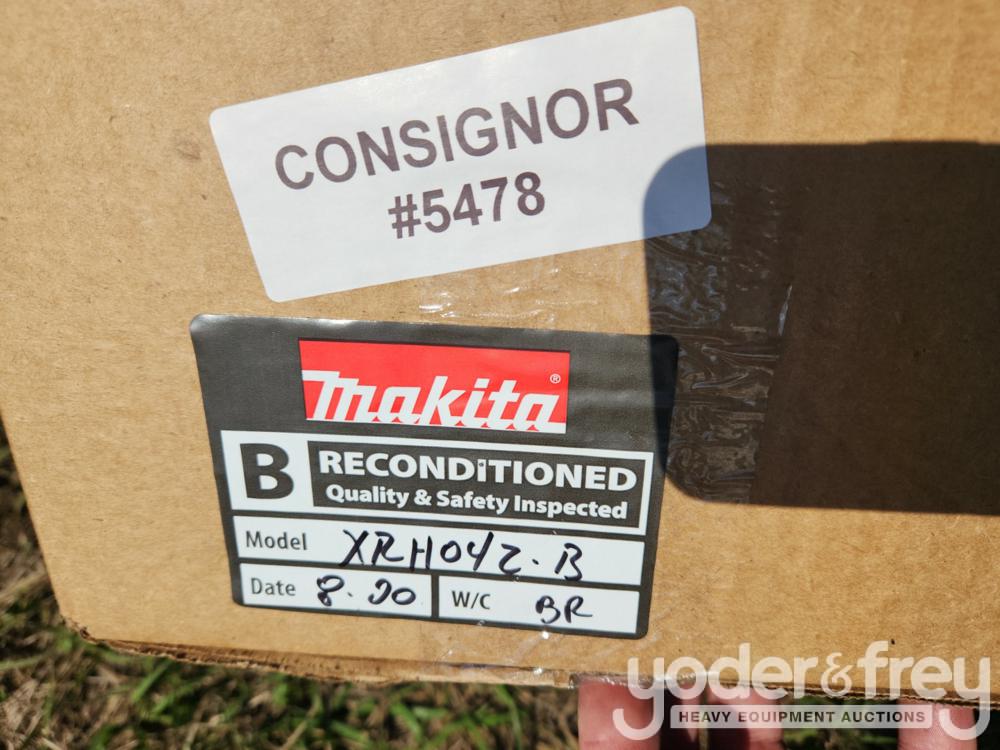 CONSIGNOR
#5478
makita®
B RECONDITIONED
Quality & Safety Inspected
Model XRH04Z-B
Date 8.20 W/C BR
yoder&frey
HEAVY EQUIPMENT AUCTIONS